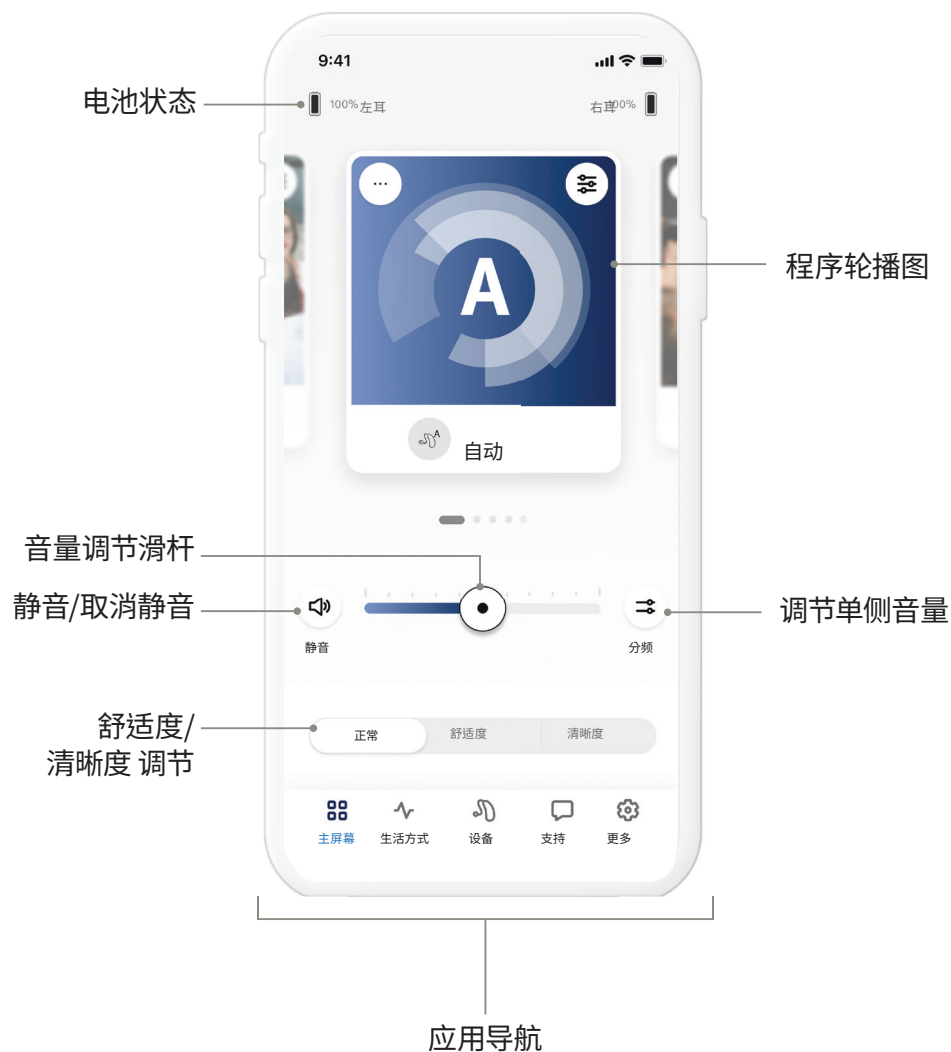 9:41
电池状态
100% 左耳
右耳 100%
...
A
程序轮播图
A
自动
音量调节滑杆
静音/取消静音
调节单侧音量
静音
分频
舒适度/
清晰度 调节
正常
舒适度
清晰度
主屏幕
生活方式
设备
支持
更多
应用导航